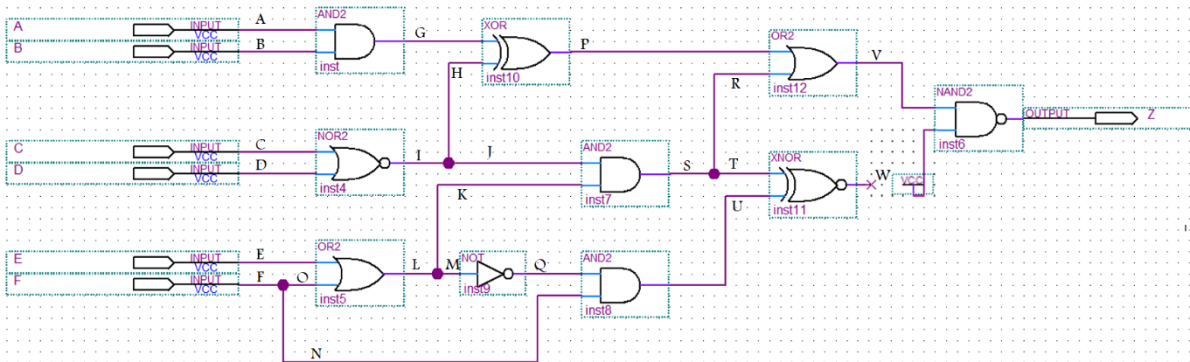 A INPUT VCC A AND2 inst G XOR inst10 P OR2 inst12 V
B INPUT VCC B H R
NAND2 inst6 OUTPUT Z
C INPUT VCC C NOR2 inst4 I J AND2 inst7 S T XNOR inst11 W VCC
D INPUT VCC D K U
E INPUT VCC E OR2 inst5 L M NOT inst9 Q AND2 inst8
F INPUT VCC F O
N